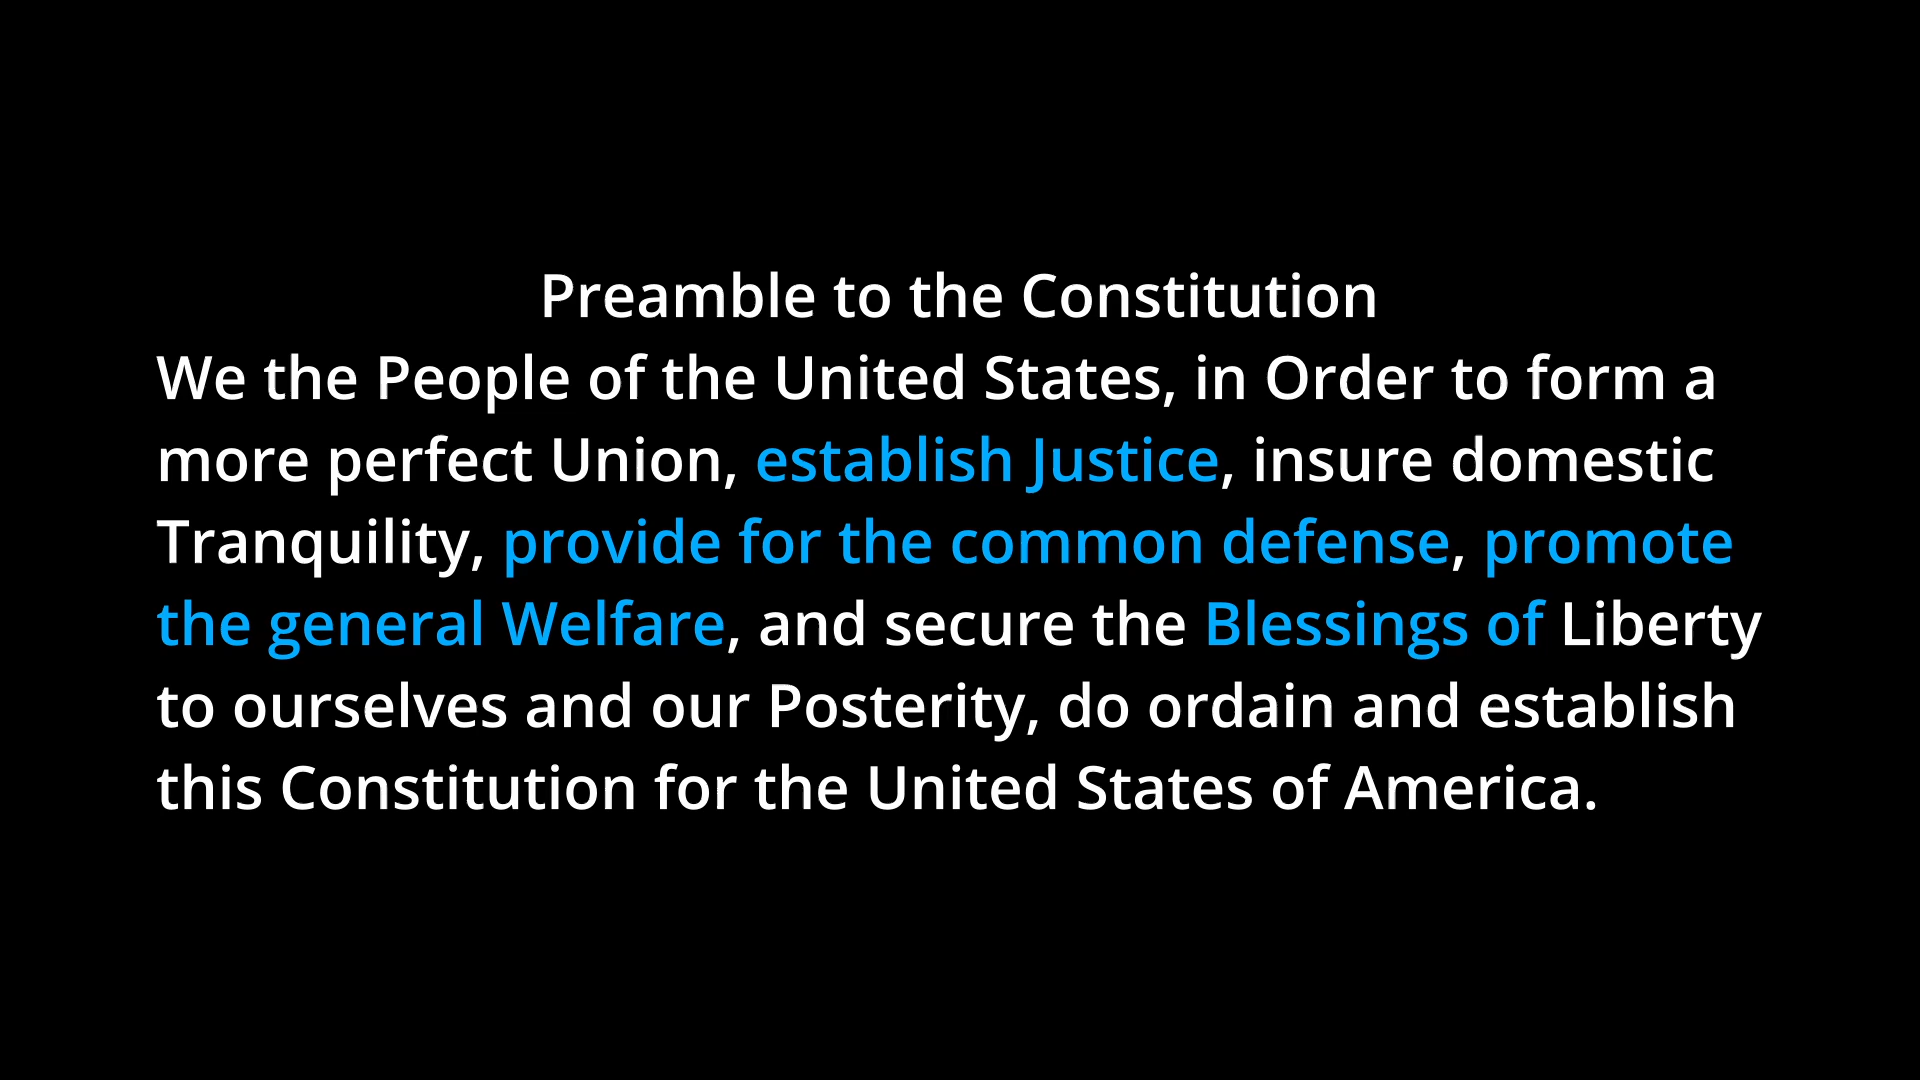 Preamble to the Constitution
We the People of the United States, in Order to form a
more perfect Union, establish Justice, insure domestic
Tranquility, provide for the common defense, promote
the general Welfare, and secure the Blessings of Liberty
to ourselves and our Posterity, do ordain and establish
this Constitution for the United States of America.